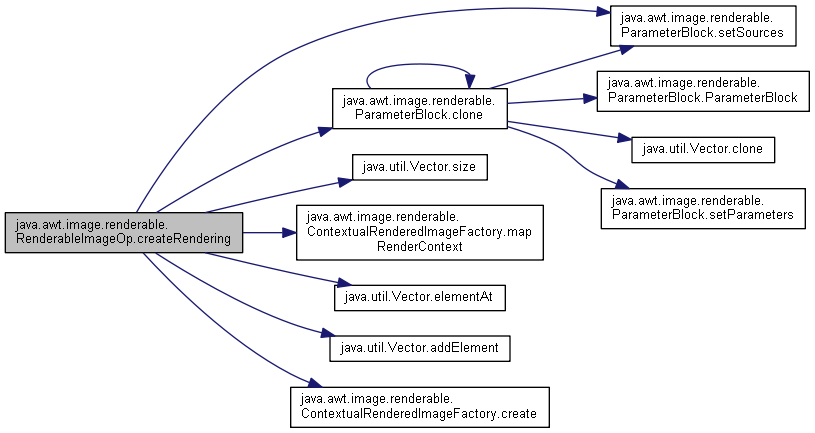 java.awt.image.renderable.
ParameterBlock.setSources
java.awt.image.renderable.
ParameterBlock.ParameterBlock
java.awt.image.renderable.
ParameterBlock.clone
java.util.Vector.clone
java.util.Vector.size
java.awt.image.renderable.
ParameterBlock.setParameters
java.awt.image.renderable.
RenderableImageOp.createRendering
java.awt.image.renderable.
ContextualRenderedImageFactory.map
RenderContext
java.util.Vector.elementAt
java.util.Vector.addElement
java.awt.image.renderable.
ContextualRenderedImageFactory.create